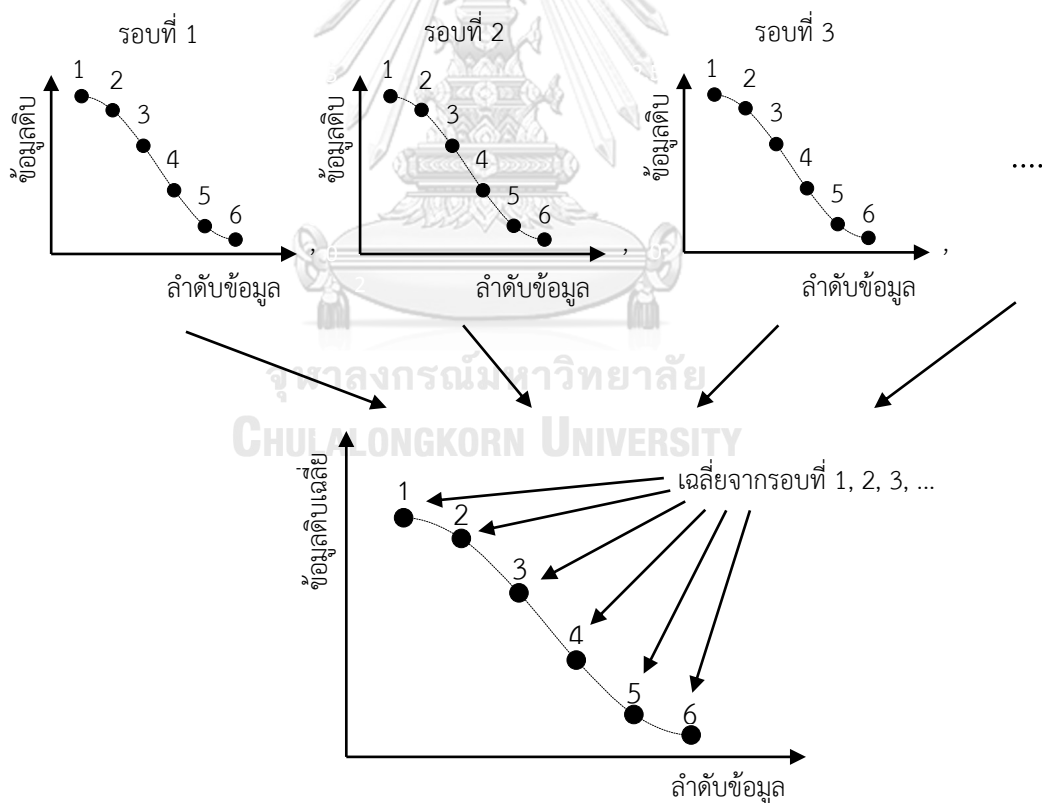 รอบที่ 1
รอบที่ 2
รอบที่ 3
1
2
3
4
5
6
ข้อมูลดิบ
,
ลำดับข้อมูล
1
2
3
4
5
6
ข้อมูลดิบ
,
ลำดับข้อมูล
1
2
3
4
5
6
ข้อมูลดิบ
,
ลำดับข้อมูล
....
จุฬาลงกรณ์มหาวิทยาลัย
CHULALONGKORN UNIVERSITY
เฉลี่ยจากรอบที่ 1, 2, 3, ...
ข้อมูลดิบเฉลี่ย
1
2
3
4
5
6
ลำดับข้อมูล